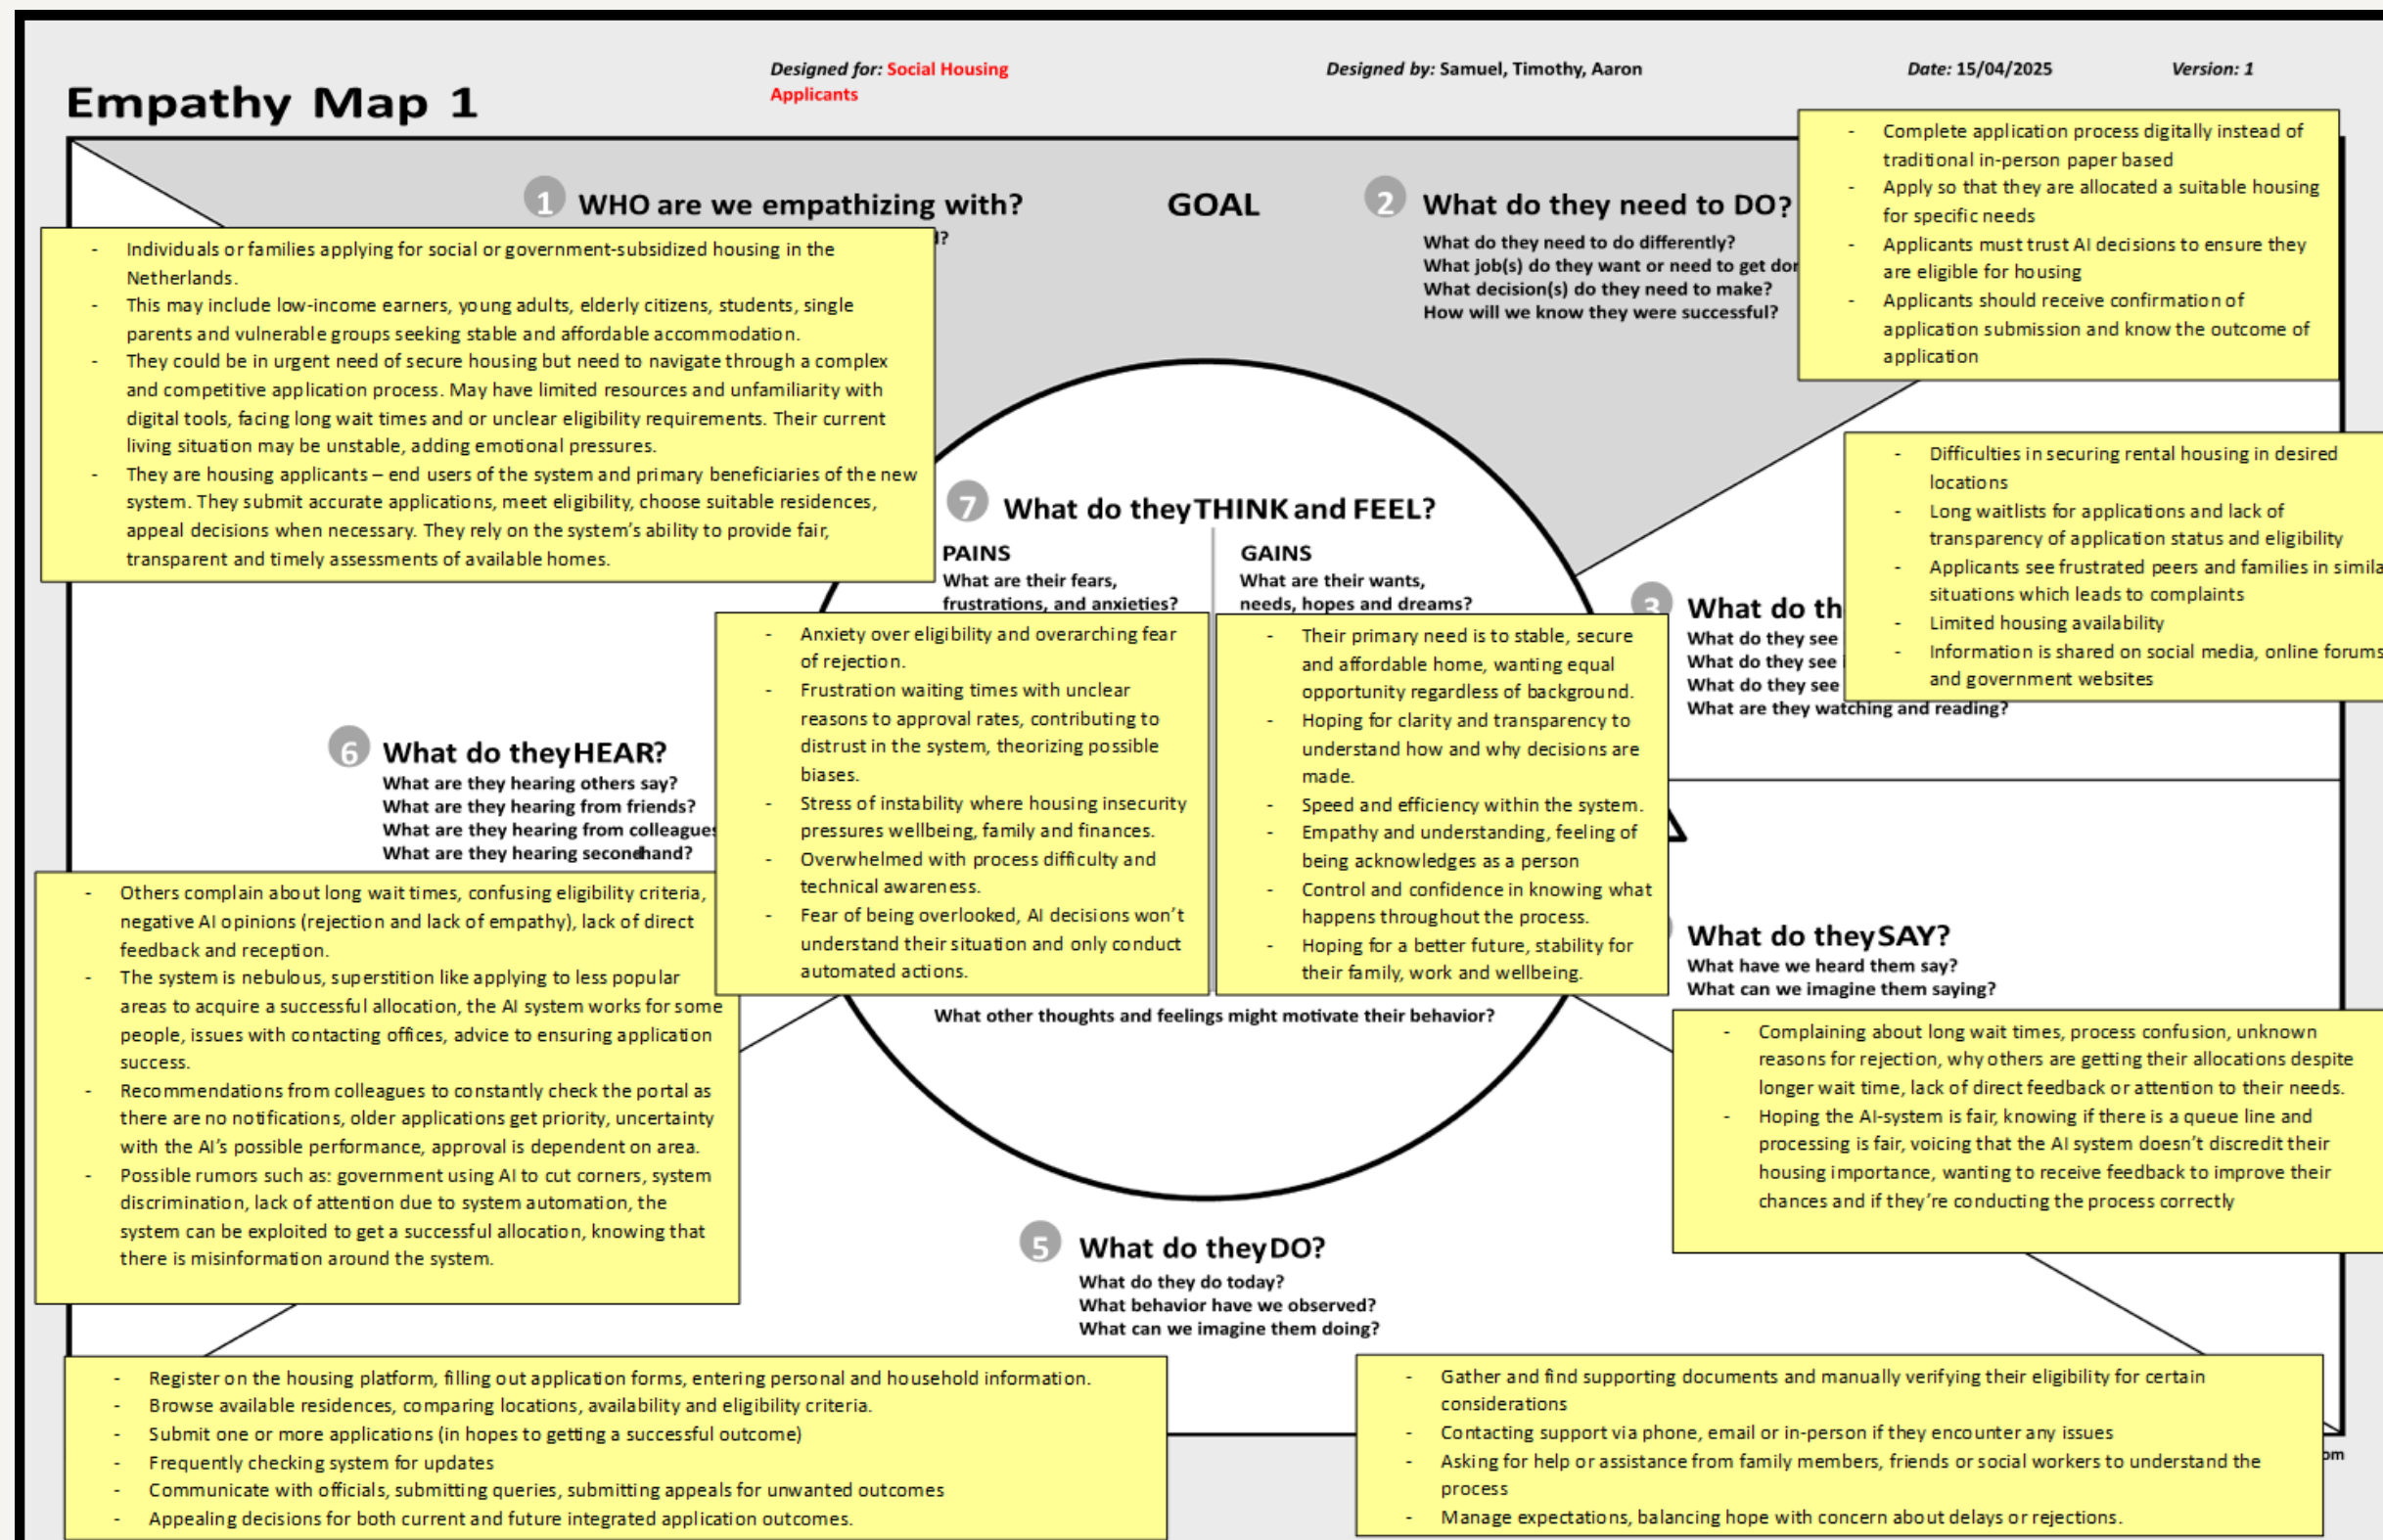 Designed for: Social Housing
Applicants
Designed by: Samuel, Timothy, Aaron
Date: 15/04/2025
Version: 1
Empathy Map 1
1 WHO are we empathizing with?
GOAL
- Individuals or families applying for social or government-subsidized housing in the
Netherlands.
- This may include low-income earners, young adults, elderly citizens, students, single
parents and vulnerable groups seeking stable and affordable accommodation.
- They could be in urgent need of secure housing but need to navigate through a complex
and competitive application process. May have limited resources and unfamiliarity with
digital tools, facing long wait times and or unclear eligibility requirements. Their current
living situation may be unstable, adding emotional pressures.
- They are housing applicants – end users of the system and primary beneficiaries of the new
system. They submit accurate applications, meet eligibility, choose suitable residences,
appeal decisions when necessary. They rely on the system's ability to provide fair,
transparent and timely assessments of available homes.
2 What do they need to DO?
What do they need to do differently?
What job(s) do they want or need to get
What decision(s) do they need to make?
How will we know they were successful?
- Complete application process digitally instead of
traditional in-person paper based
- Apply so that they are allocated a suitable housing
for specific needs
- Applicants must trust AI decisions to ensure they
are eligible for housing
- Applicants should receive confirmation of
application submission and know the outcome of
application
3 What do
What do they see
What do they see
What do they see
What are they watching and reading?
- Difficulties in securing rental housing in desired
locations
- Long waitlists for applications and lack of
transparency of application status and eligibility
- Applicants see frustrated peers and families in
situations which leads to complaints
- Limited housing availability
- Information is shared on social media, online forums
and government websites
What do they SAY?
What have we heard them say?
What can we imagine them saying?
- Complaining about long wait times, process confusion, unknown
reasons for rejection, why others are getting their allocations despite
longer wait time, lack of direct feedback or attention to their needs.
- Hoping the AI-system is fair, knowing if there is a queue line and
processing is fair, voicing that the AI system doesn't discredit their
housing importance, wanting to receive feedback to improve their
chances and if they're conducting the process correctly
5 What do they DO?
What do they do today?
What behavior have we observed?
What can we imagine them doing?
- Register on the housing platform, filling out application forms, entering personal and household information.
- Browse available residences, comparing locations, availability and eligibility criteria.
- Submit one or more applications (in hopes to getting a successful outcome)
- Frequently checking system for updates
- Communicate with officials, submitting queries, submitting appeals for unwanted outcomes
- Appealing decisions for both current and future integrated application outcomes.
- Gather and find supporting documents and manually verifying their eligibility for certain
considerations
- Contacting support via phone, email or in-person if they encounter any issues
- Asking for help or assistance from family members, friends or social workers to understand the
process
- Manage expectations, balancing hope with concern about delays or rejections.
6 What do they HEAR?
What are they hearing others say?
What are they hearing from friends?
What are they hearing from colleagues
What are they hearing secondhand?
- Others complain about long wait times, confusing eligibility criteria,
negative AI opinions (rejection and lack of empathy), lack of direct
feedback and reception.
- The system is nebulous, superstition like applying to less popular
areas to acquire a successful allocation, the AI system works for some
people, issues with contacting offices, advice to ensuring application
success.
- Recommendations from colleagues to constantly check the portal as
there are no notifications, older applications get priority, uncertainty
with the AI's possible performance, approval is dependent on area.
- Possible rumors such as: government using AI to cut corners, system
discrimination, lack of attention due to system automation, the
system can be exploited to get a successful allocation, knowing that
there is misinformation around the system.
7 What do they THINK and FEEL?
PAINS
What are their fears,
frustrations, and anxieties?
- Anxiety over eligibility and overarching fear
of rejection.
- Frustration waiting times with unclear
reasons to approval rates, contributing to
distrust in the system, theorizing possible
biases.
- Stress of instability where housing insecurity
pressures wellbeing, family and finances.
- Overwhelmed with process difficulty and
technical awareness.
- Fear of being overlooked, AI decisions won't
understand their situation and only conduct
automated actions.
GAINS
What are their wants,
needs, hopes and dreams?
- Their primary need is to stable, secure
and affordable home, wanting equal
opportunity regardless of background.
- Hoping for clarity and transparency to
understand how and why decisions are
made.
- Speed and efficiency within the system.
- Empathy and understanding, feeling of
being acknowledges as a person
- Control and confidence in knowing what
happens throughout the process.
- Hoping for a better future, stability for
their family, work and wellbeing.
What other thoughts and feelings might motivate their behavior?